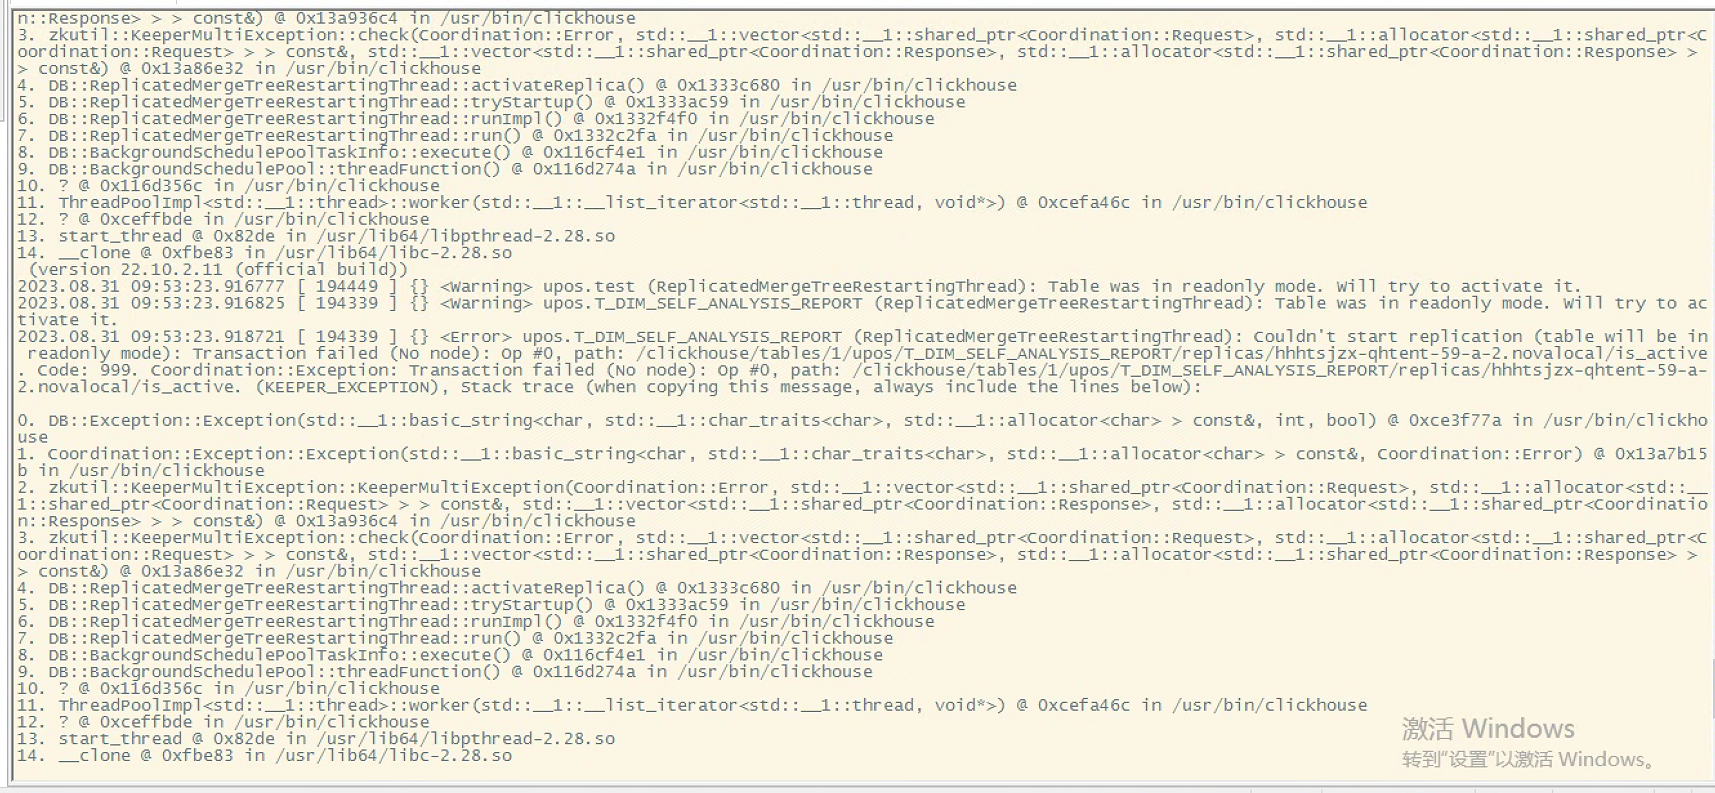 n::Response> > > const&) @ 0x13a936c4 in /usr/bin/clickhouse
3. zkutil::KeeperMultiException::check(Coordination::Error, std::__1::vector<std::__1::shared_ptr<Coordination::Request>, std::__1::allocator<std::__1::shared_ptr<C
oordination::Request> > > const&, std::__1::vector<std::__1::shared_ptr<Coordination::Response>, std::__1::allocator<std::__1::shared_ptr<Coordination::Response> >
> const&) @ 0x13a86e32 in /usr/bin/clickhouse
4. DB::ReplicatedMergeTreeRestartingThread::activateReplica() @ 0x1333c680 in /usr/bin/clickhouse
5. DB::ReplicatedMergeTreeRestartingThread::tryStartup() @ 0x1333ac59 in /usr/bin/clickhouse
6. DB::ReplicatedMergeTreeRestartingThread::runImpl() @ 0x1332f4f0 in /usr/bin/clickhouse
7. DB::ReplicatedMergeTreeRestartingThread::run() @ 0x1332c2fa in /usr/bin/clickhouse
8. DB::BackgroundSchedulePoolTaskInfo::execute() @ 0x116cf4e1 in /usr/bin/clickhouse
9. DB::BackgroundSchedulePool::threadFunction() @ 0x116d274a in /usr/bin/clickhouse
10. ? @ 0x116d356c in /usr/bin/clickhouse
11. ThreadPoolImpl<std::__1::thread>::worker(std::__1::__list_iterator<std::__1::thread, void*>) @ 0xcefa46c in /usr/bin/clickhouse
12. ? @ 0xceffbde in /usr/bin/clickhouse
13. start_thread @ 0x82de in /usr/lib64/libpthread-2.28.so
14. __clone @ 0xfbe83 in /usr/lib64/libc-2.28.so
(version 22.10.2.11 (official build))
2023.08.31 09:53:23.916777 [ 194449 ] {} <Warning> upos.test (ReplicatedMergeTreeRestartingThread): Table was in readonly mode. Will try to activate it.
2023.08.31 09:53:23.916825 [ 194339 ] {} <Warning> upos.T_DIM_SELF_ANALYSIS_REPORT (ReplicatedMergeTreeRestartingThread): Table was in readonly mode. Will try to ac
tivate it.
2023.08.31 09:53:23.918721 [ 194339 ] {} <Error> upos.T_DIM_SELF_ANALYSIS_REPORT (ReplicatedMergeTreeRestartingThread): Couldn't start replication (table will be in
readonly mode): Transaction failed (No node): Op #0, path: /clickhouse/tables/1/upos/T_DIM_SELF_ANALYSIS_REPORT/replicas/hhhtsjzx-qhtent-59-a-2.novalocal/is_active
. Code: 999. Coordination::Exception: Transaction failed (No node): Op #0, path: /clickhouse/tables/1/upos/T_DIM_SELF_ANALYSIS_REPORT/replicas/hhhtsjzx-qhtent-59-a-
2.novalocal/is_active. (KEEPER_EXCEPTION), Stack trace (when copying this message, always include the lines below):
0. DB::Exception::Exception(std::__1::basic_string<char, std::__1::char_traits<char>, std::__1::allocator<char> > const&, int, bool) @ 0xce3f77a in /usr/bin/clickho
use
1. Coordination::Exception::Exception(std::__1::basic_string<char, std::__1::char_traits<char>, std::__1::allocator<char> > const&, Coordination::Error) @ 0x13a7b15
b in /usr/bin/clickhouse
2. zkutil::KeeperMultiException::KeeperMultiException(Coordination::Error, std::__1::vector<std::__1::shared_ptr<Coordination::Request>, std::__1::allocator<std::__
1::shared_ptr<Coordination::Request> > > const&, std::__1::vector<std::__1::shared_ptr<Coordination::Response>, std::__1::allocator<std::__1::shared_ptr<Coordinatio
n::Response> > > const&) @ 0x13a936c4 in /usr/bin/clickhouse
3. zkutil::KeeperMultiException::check(Coordination::Error, std::__1::vector<std::__1::shared_ptr<Coordination::Request>, std::__1::allocator<std::__1::shared_ptr<C
oordination::Request> > > const&, std::__1::vector<std::__1::shared_ptr<Coordination::Response>, std::__1::allocator<std::__1::shared_ptr<Coordination::Response> >
> const&) @ 0x13a86e32 in /usr/bin/clickhouse
4. DB::ReplicatedMergeTreeRestartingThread::activateReplica() @ 0x1333c680 in /usr/bin/clickhouse
5. DB::ReplicatedMergeTreeRestartingThread::tryStartup() @ 0x1333ac59 in /usr/bin/clickhouse
6. DB::ReplicatedMergeTreeRestartingThread::runImpl() @ 0x1332f4f0 in /usr/bin/clickhouse
7. DB::ReplicatedMergeTreeRestartingThread::run() @ 0x1332c2fa in /usr/bin/clickhouse
8. DB::BackgroundSchedulePoolTaskInfo::execute() @ 0x116cf4e1 in /usr/bin/clickhouse
9. DB::BackgroundSchedulePool::threadFunction() @ 0x116d274a in /usr/bin/clickhouse
10. ? @ 0x116d356c in /usr/bin/clickhouse
11. ThreadPoolImpl<std::__1::thread>::worker(std::__1::__list_iterator<std::__1::thread, void*>) @ 0xcefa46c in /usr/bin/clickhouse
12. ? @ 0xceffbde in /usr/bin/clickhouse
13. start_thread @ 0x82de in /usr/lib64/libpthread-2.28.so
14. __clone @ 0xfbe83 in /usr/lib64/libc-2.28.so
激活 Windows
转到"设置"以激活 Windows。